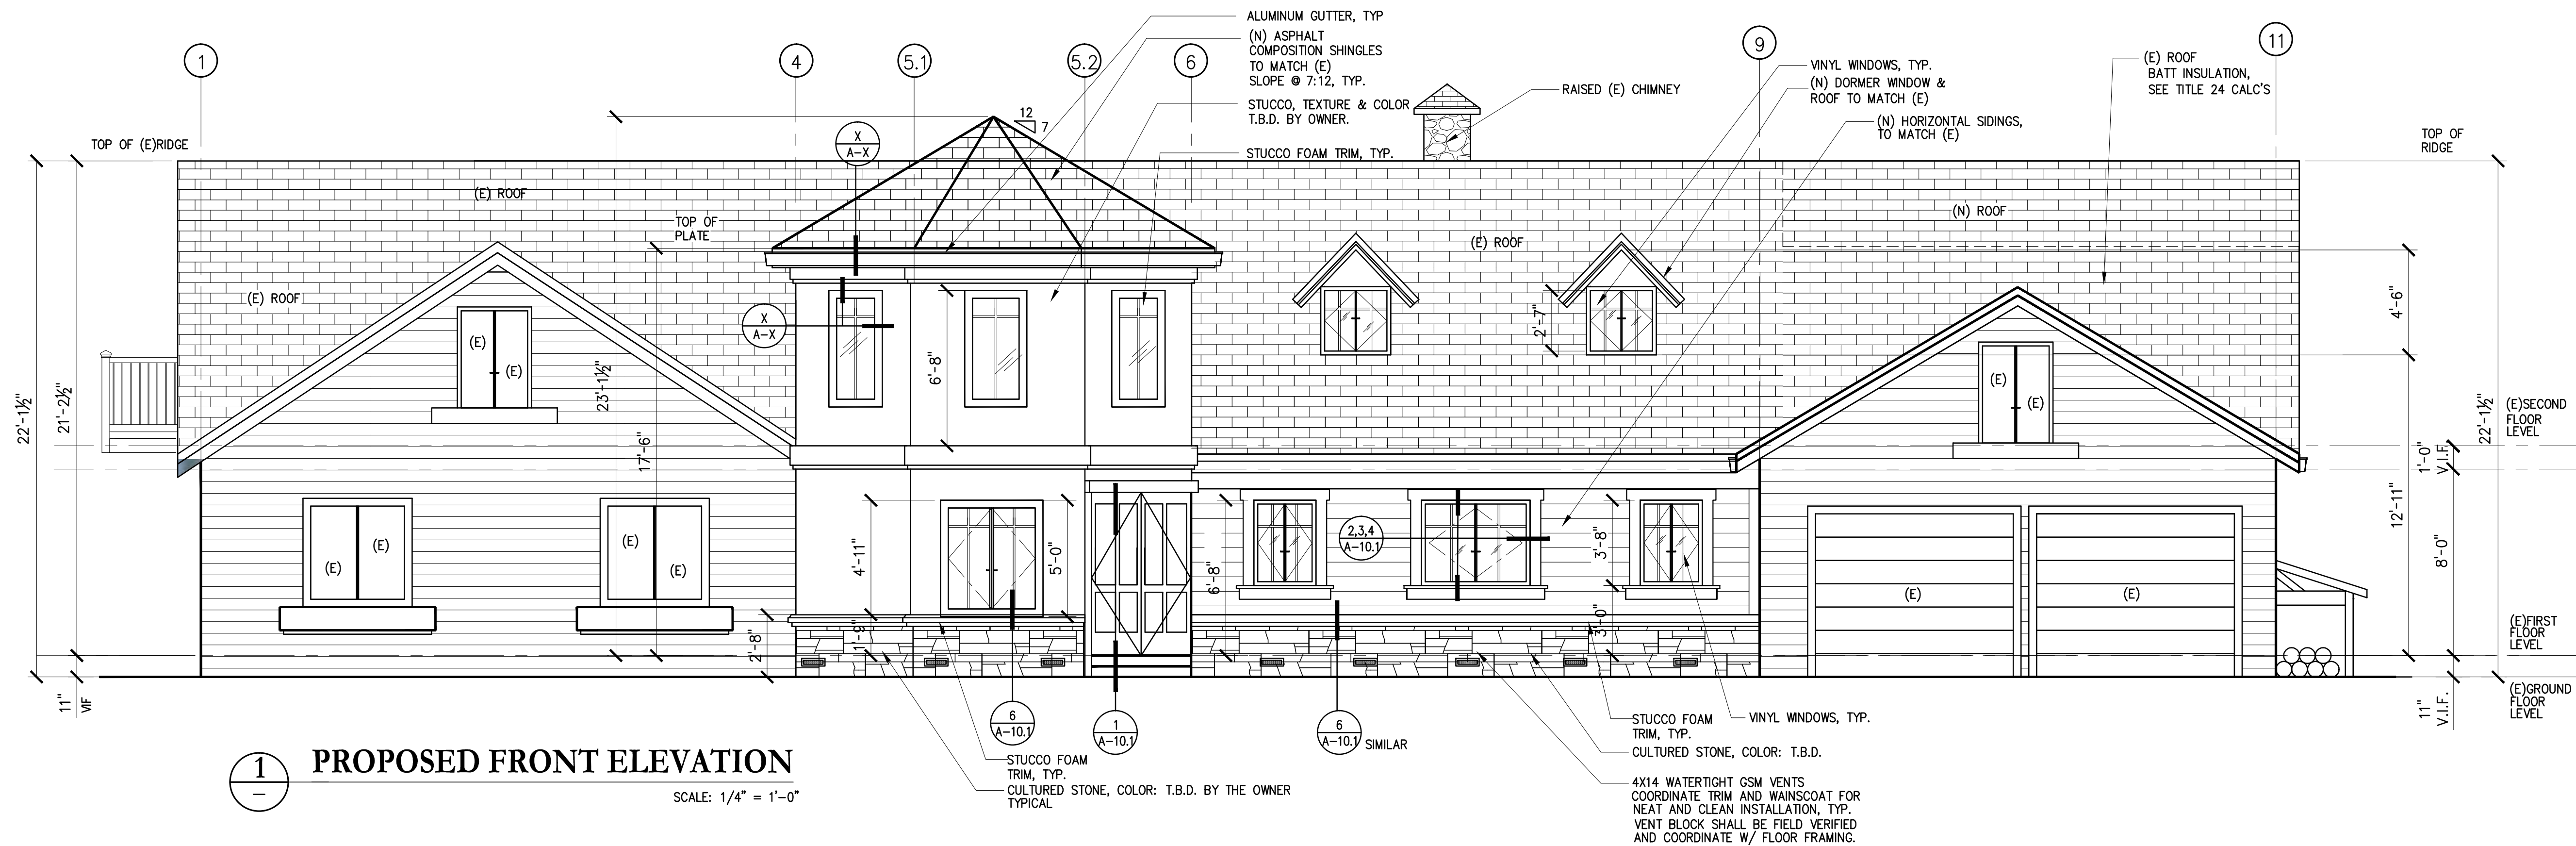 ALUMINUM GUTTER, TYP
(N) ASPHALT
COMPOSITION SHINGLES
TO MATCH (E)
SLOPE @ 7:12, TYP.
STUCCO, TEXTURE & COLOR
T.B.D. BY OWNER.
STUCCO FOAM TRIM, TYP.
1
4
5.1
5.2
6
9
11
RAISED (E) CHIMNEY
VINYL WINDOWS, TYP.
(N) DORMER WINDOW &
ROOF TO MATCH (E)
(N) HORIZONTAL SIDINGS,
TO MATCH (E)
(E) ROOF
BATT INSULATION,
SEE TITLE 24 CALC'S
TOP OF (E)RIDGE
TOP OF
RIDGE
12
7
X
A-X
X
A-X
(E) ROOF
(E) ROOF
TOP OF
PLATE
(E) ROOF
(N) ROOF
22'-1½"
21'-2½"
23'-1½"
17'-6"
6'-8"
2'-7"
4'-6"
12'-11"
1'-0"
V.I.F.
8'-0"
22'-1½"
(E)SECOND
FLOOR
LEVEL
(E)
(E)
(E)
(E)
(E)
(E)
(E)
(E)
(E)
(E)
4'-11"
5'-0"
6'-8"
3'-8"
3'-0"
2'-8"
1'-9"
2,3,4
A-10.1
(E)FIRST
FLOOR
LEVEL
(E)GROUND
FLOOR
LEVEL
11"
VIF
11"
V.I.F.
6
A-10.1
1
A-10.1
6
A-10.1
SIMILAR
STUCCO FOAM
TRIM, TYP.
VINYL WINDOWS, TYP.
CULTURED STONE, COLOR: T.B.D.
4X14 WATERTIGHT GSM VENTS
COORDINATE TRIM AND WAINSCOAT FOR
NEAT AND CLEAN INSTALLATION, TYP.
VENT BLOCK SHALL BE FIELD VERIFIED
AND COORDINATE W/ FLOOR FRAMING.
STUCCO FOAM
TRIM, TYP.
CULTURED STONE, COLOR: T.B.D. BY THE OWNER
TYPICAL
1
–
PROPOSED FRONT ELEVATION
SCALE: 1/4" = 1'-0"